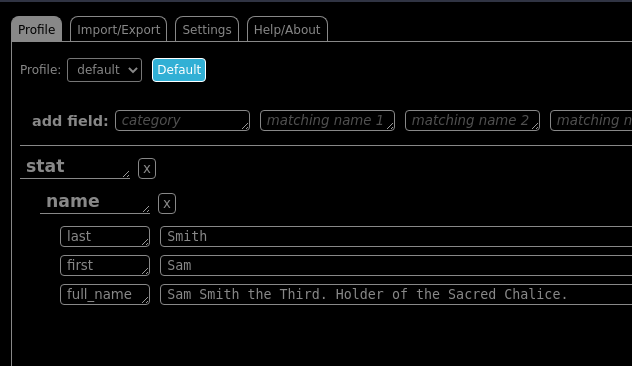 Profile Import/Export Settings Help/About
Profile: default Default
add field: category matching name 1 matching name 2 matching n
stat x
name x
last Smith
first Sam
full_name Sam Smith the Third. Holder of the Sacred Chalice.